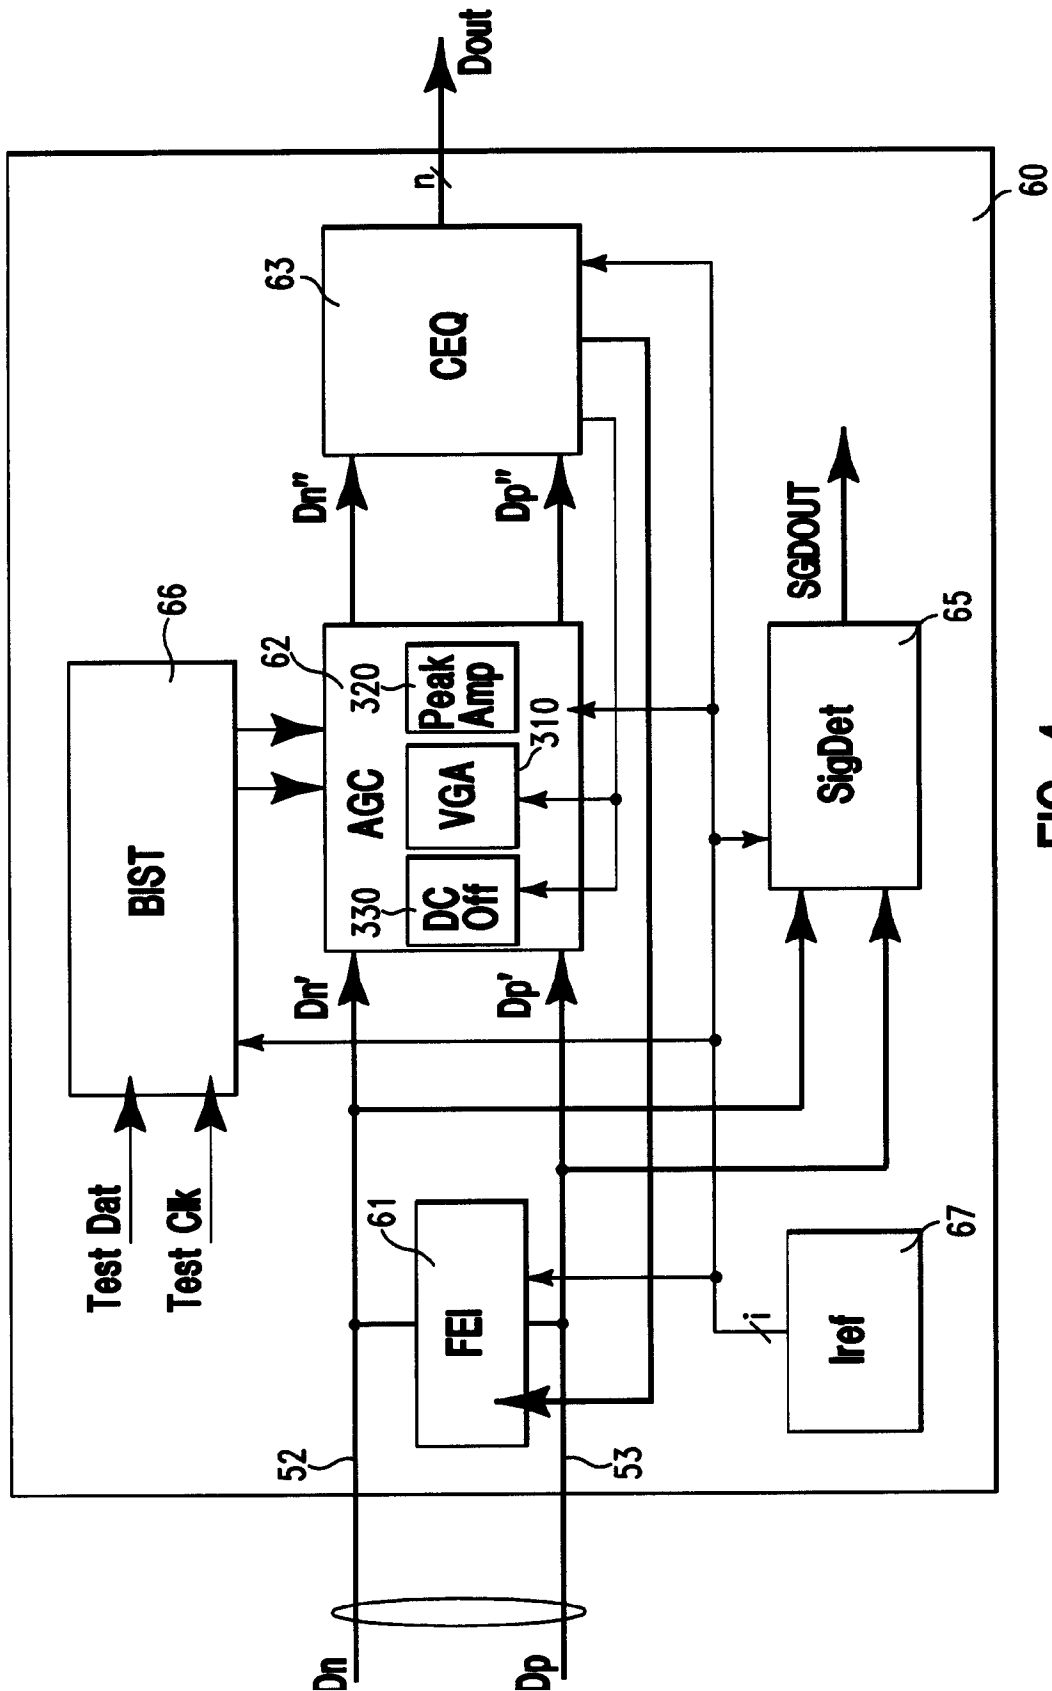 66
Test Dat
BIST
Test Clk
62
63
52
61
Dn
Dn'
330
320
Dn"
AGC
n
Dout
FEI
DC
Off
VGA
Peak
Amp
CEQ
310
Dp
Dp'
Dp"
53
i
Iref
67
SigDet
SGDOUT
65
60